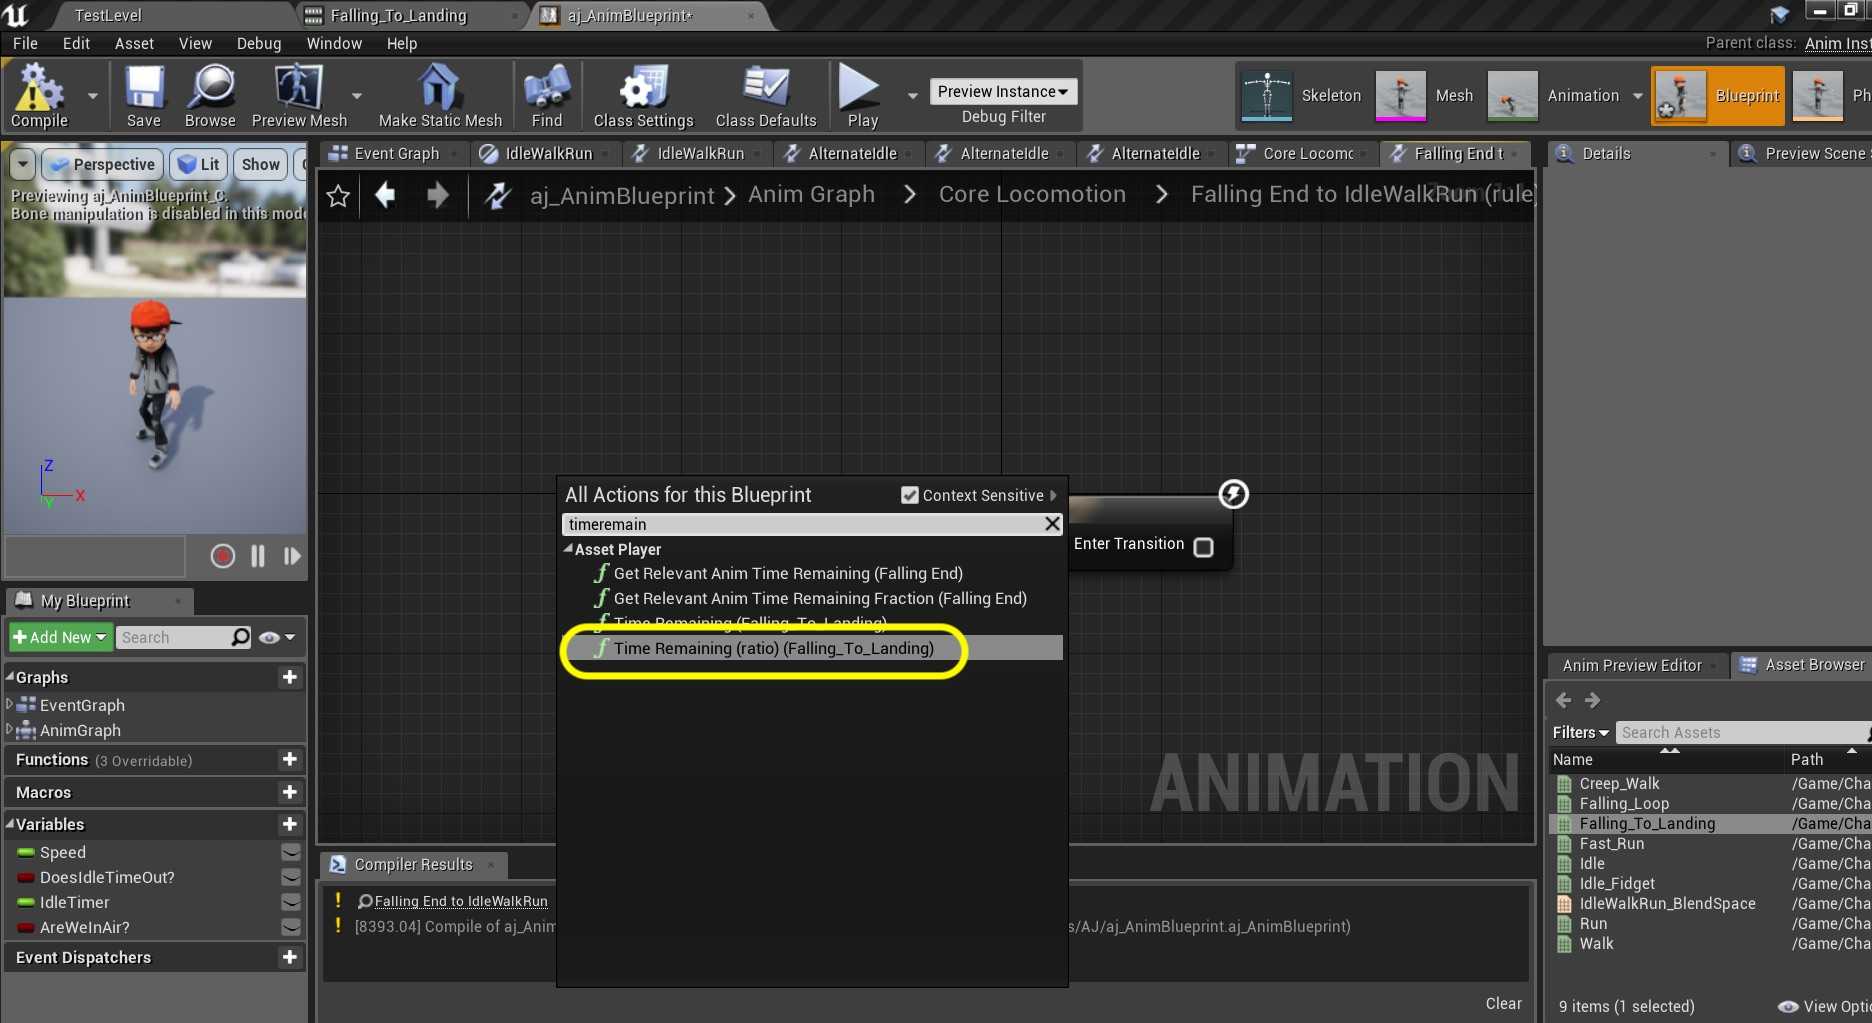 TestLevel
Falling_To_Landing
aj_AnimBlueprint*
File Edit Asset View Debug Window Help
Parent class: Anim Inst
Compile
Save
Browse
Preview Mesh
Make Static Mesh
Find
Class Settings
Class Defaults
Play
Preview Instance
Debug Filter
Skeleton
Mesh
Animation
Blueprint
Ph
Perspective
Lit
Show
Previewing aj_AnimBlueprint_C.
Bone manipulation is disabled in this mode
Z
X
Y
Event Graph
IdleWalkRun
IdleWalkRun
AlternateIdle
AlternateIdle
AlternateIdle
Core Locomo
Falling End t
aj_AnimBlueprint > Anim Graph > Core Locomotion > Falling End to IdleWalkRun (rule)
Details
Preview Scene S
All Actions for this Blueprint
Context Sensitive
timeremain
Asset Player
f Get Relevant Anim Time Remaining (Falling End)
f Get Relevant Anim Time Remaining Fraction (Falling End)
f Time Remaining (Falling_To_Landing)
f Time Remaining (ratio) (Falling_To_Landing)
Enter Transition
ANIMATION
My Blueprint
+ Add New
Search
Graphs
EventGraph
AnimGraph
Functions (3 Overridable)
Macros
Variables
Speed
DoesIdleTimeOut?
IdleTimer
AreWeInAir?
Event Dispatchers
Compiler Results
! Falling End to IdleWalkRun
! [8393.04] Compile of aj_Anim
s/AJ/aj_AnimBlueprint.aj_AnimBlueprint)
Clear
Anim Preview Editor
Asset Browser
Filters
Search Assets
Name Path
Creep_Walk /Game/Cha
Falling_Loop /Game/Cha
Falling_To_Landing /Game/Cha
Fast_Run /Game/Cha
Idle /Game/Cha
Idle_Fidget /Game/Cha
IdleWalkRun_BlendSpace /Game/Cha
Run /Game/Cha
Walk /Game/Cha
9 items (1 selected)
View Opti